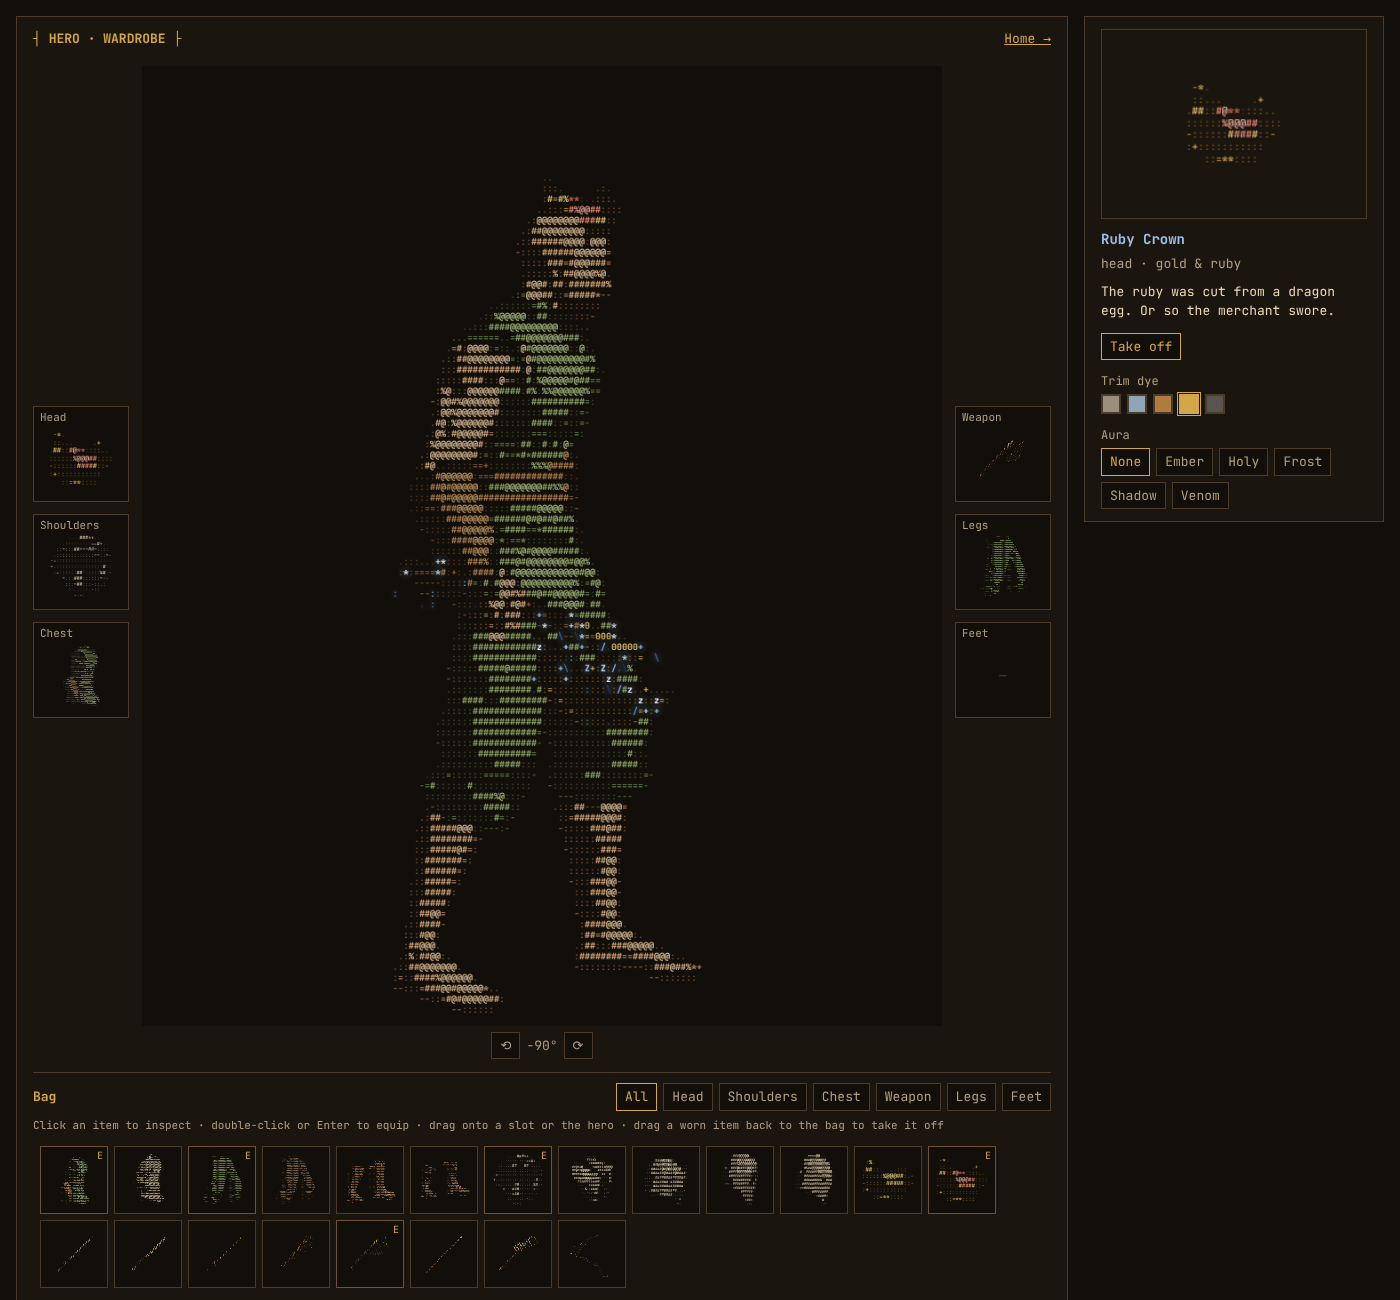 HERO · WARDROBE
Home →
Head
Shoulders
Chest
Weapon
Legs
Feet
⟲ -90° ⟳
Bag
All Head Shoulders Chest Weapon Legs Feet
Click an item to inspect · double-click or Enter to equip · drag onto a slot or the hero · drag a worn item back to the bag to take it off
E E E E
E
Ruby Crown
head · gold & ruby
The ruby was cut from a dragon
egg. Or so the merchant swore.
Take off
Trim dye
Aura
None Ember Holy Frost
Shadow Venom